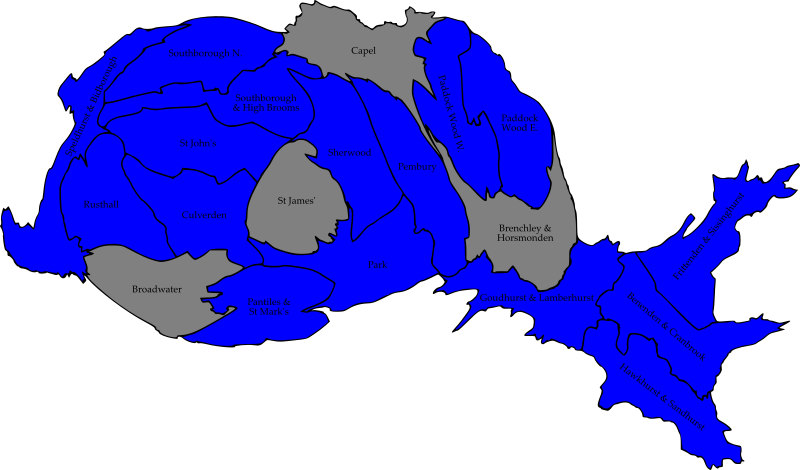 Capel
Southborough N
Speldhurst & Bidborough
Southborough
& High Brooms
Paddock Wood W
Paddock
Wood E
St John's
Sherwood
Pembury
Rusthall
Culverden
St James'
Brenchley &
Horsmonden
Park
Broadwater
Pantiles &
St Mark's
Goudhurst & Lamberhurst
Frittenden & Sissinghurst
Benenden & Cranbrook
Hawkhurst & Sandhurst